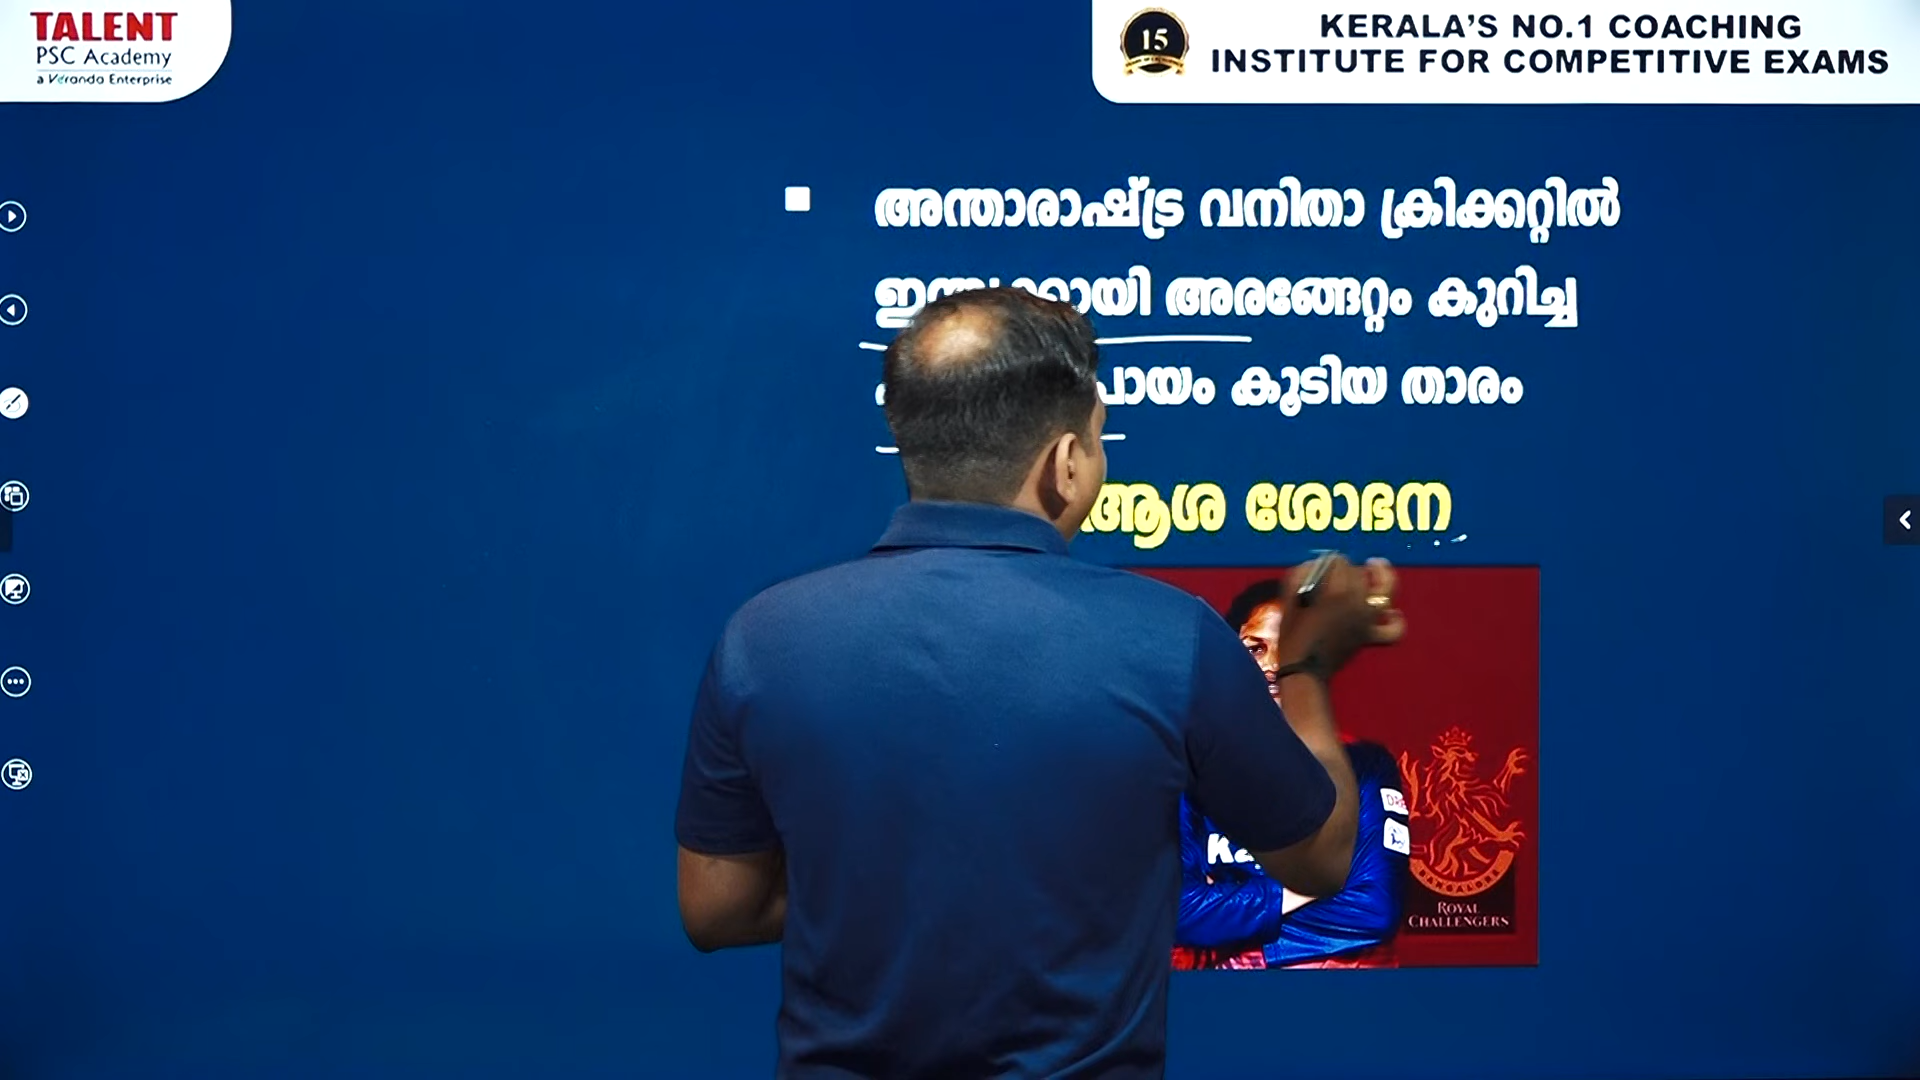 TALENT
PSC Academy
a Veranda Enterprise
15
KERALA’S NO.1 COACHING
INSTITUTE FOR COMPETITIVE EXAMS
അന്താരാഷ്ട്ര വനിതാ ക്രിക്കറ്റിൽ
അരങ്ങേറ്റം കുറിച്ച
കൂടിയ താരം
ആശ ശോഭന
ROYAL
CHALLENGERS